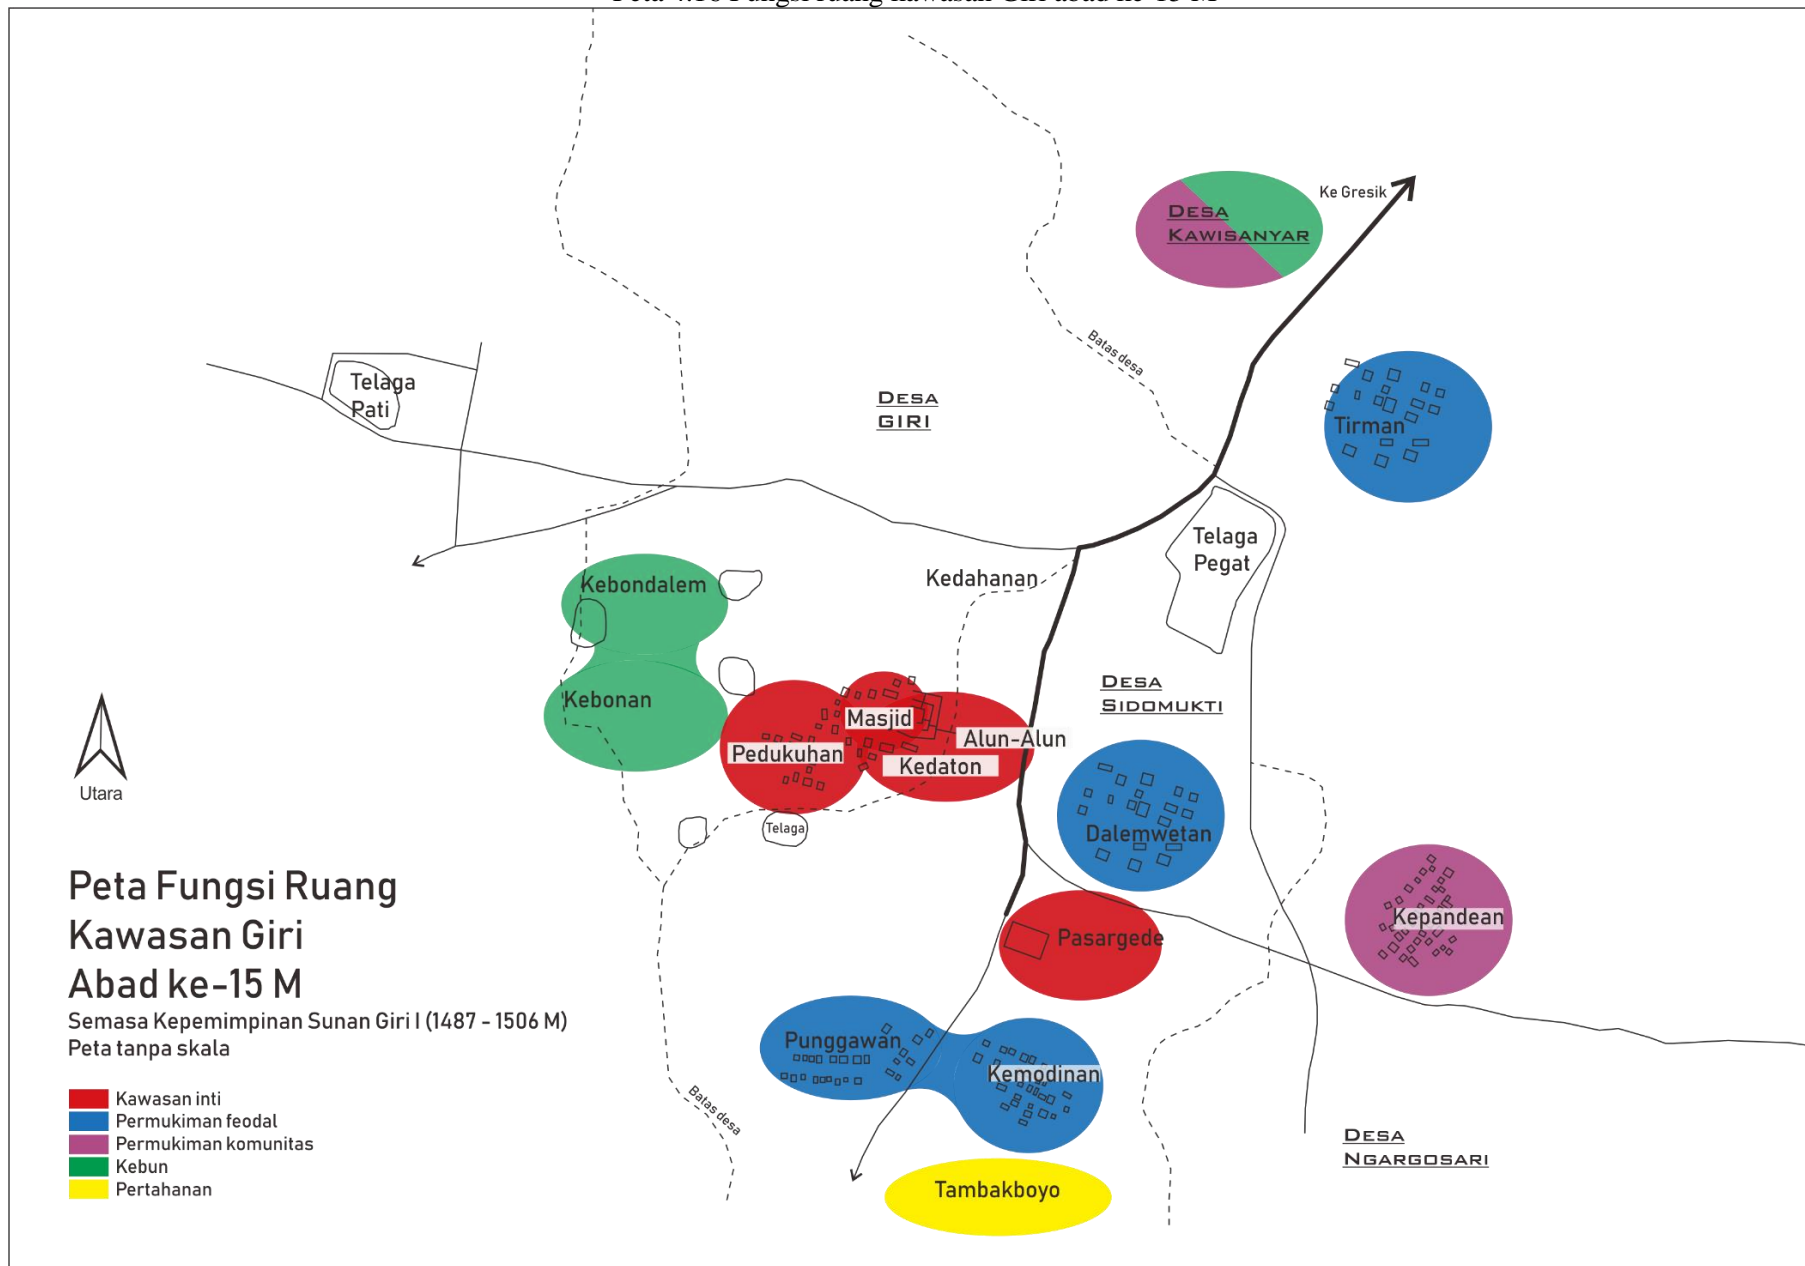 Ke Gresik
DESA
KAWISANYAR
Batas desa
Telaga
Pati
DESA
GIRI
Tirman
Telaga
Pegat
Kedahanan
Kebondalem
Kebonan
DESA
SIDOMUKTI
Masjid
Alun-Alun
Pedukuhan
Kedaton
Utara
Telaga
Dalemwetan
Peta Fungsi Ruang
Kawasan Giri
Abad ke-15 M
Semasa Kepemimpinan Sunan Giri I (1487 - 1506 M)
Peta tanpa skala
Kepandean
Pasargede
Punggawan
Kemodinan
Kawasan inti
Permukiman feodal
Permukiman komunitas
Kebun
Pertahanan
Batas desa
DESA
NGARGOSARI
Tambakboyo